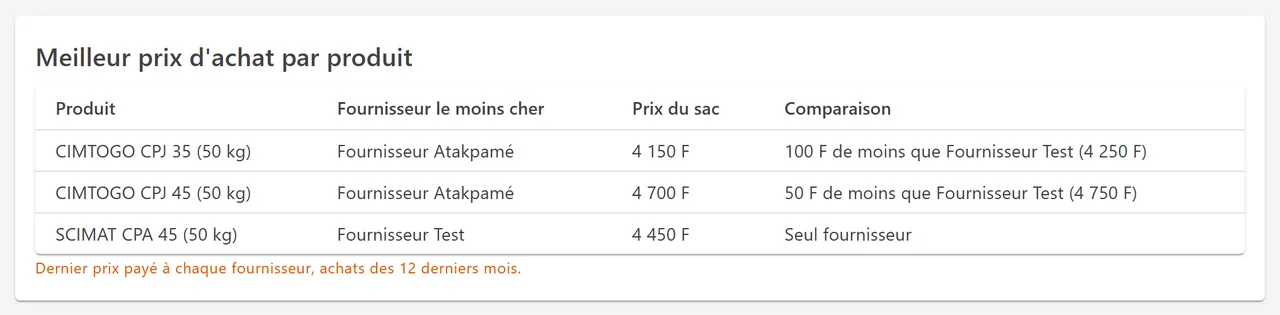 Meilleur prix d'achat par produit
Produit Fournisseur le moins cher Prix du sac Comparaison
CIMTOGO CPJ 35 (50 kg) Fournisseur Atakpamé 4 150 F 100 F de moins que Fournisseur Test (4 250 F)
CIMTOGO CPJ 45 (50 kg) Fournisseur Atakpamé 4 700 F 50 F de moins que Fournisseur Test (4 750 F)
SCIMAT CPA 45 (50 kg) Fournisseur Test 4 450 F Seul fournisseur
Dernier prix payé à chaque fournisseur, achats des 12 derniers mois.